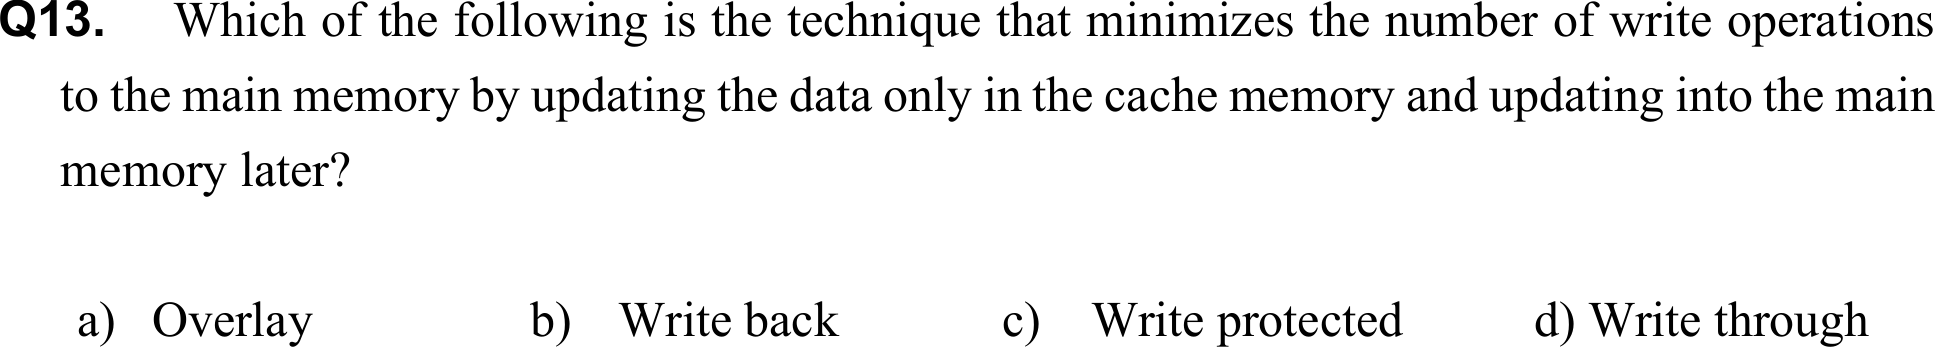 Q13. Which of the following is the technique that minimizes the number of write operations
to the main memory by updating the data only in the cache memory and updating into the main
memory later?
a) Overlay b) Write back c) Write protected d) Write through